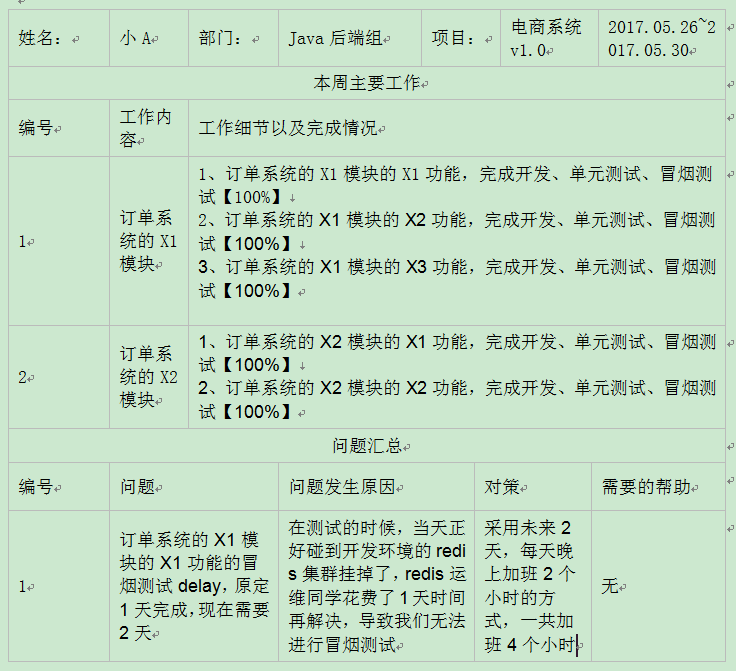 姓名： 小A 部门： Java 后端组 项目： 电商系统 2017.05.26~2
v1.0 017.05.30
本周主要工作
编号 工作内 工作细节以及完成情况
容
1、订单系统的 X1 模块的 X1 功能，完成开发、单元测试、冒烟测
试【100%】
2、订单系统的 X1 模块的 X2 功能，完成开发、单元测试、冒烟测
试【100%】
3、订单系统的 X1 模块的 X3 功能，完成开发、单元测试、冒烟测
试【100%】
1
订单系
统的 X1
模块
1、订单系统的 X2 模块的 X1 功能，完成开发、单元测试、冒烟测
试【100%】
2、订单系统的 X2 模块的 X2 功能，完成开发、单元测试、冒烟测
试【100%】
2
订单系
统的 X2
模块
问题汇总
编号 问题 问题发生原因 对策 需要的帮助
1
订单系统的 X1 模
块的 X1 功能的冒
烟测试 delay，原定
1 天完成，现在需要
2 天
在测试的时候，当天正
好碰到开发环境的 redi
s 集群挂掉了，redis 运
维同学花费了 1 天时间
再解决，导致我们无法
进行冒烟测试
采用未来 2
天，每天晚
上加班 2 个
小时的方
式，一共加
班 4 个小时
无